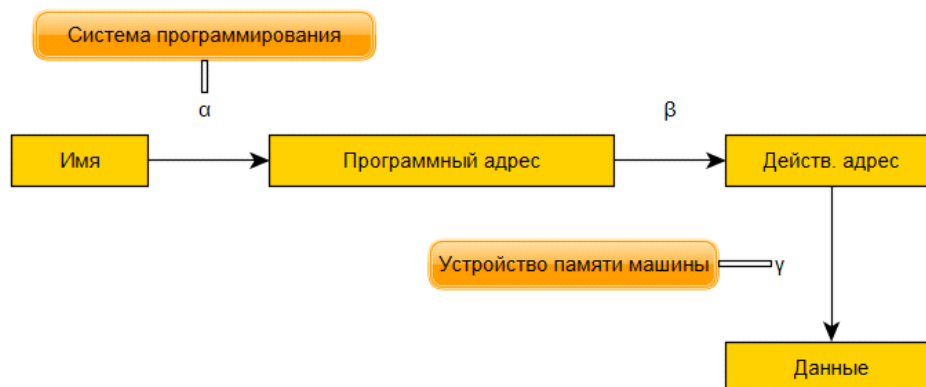 Система программирования
α
β
Имя
Программный адрес
Действ. адрес
Устройство памяти машины
γ
Данные